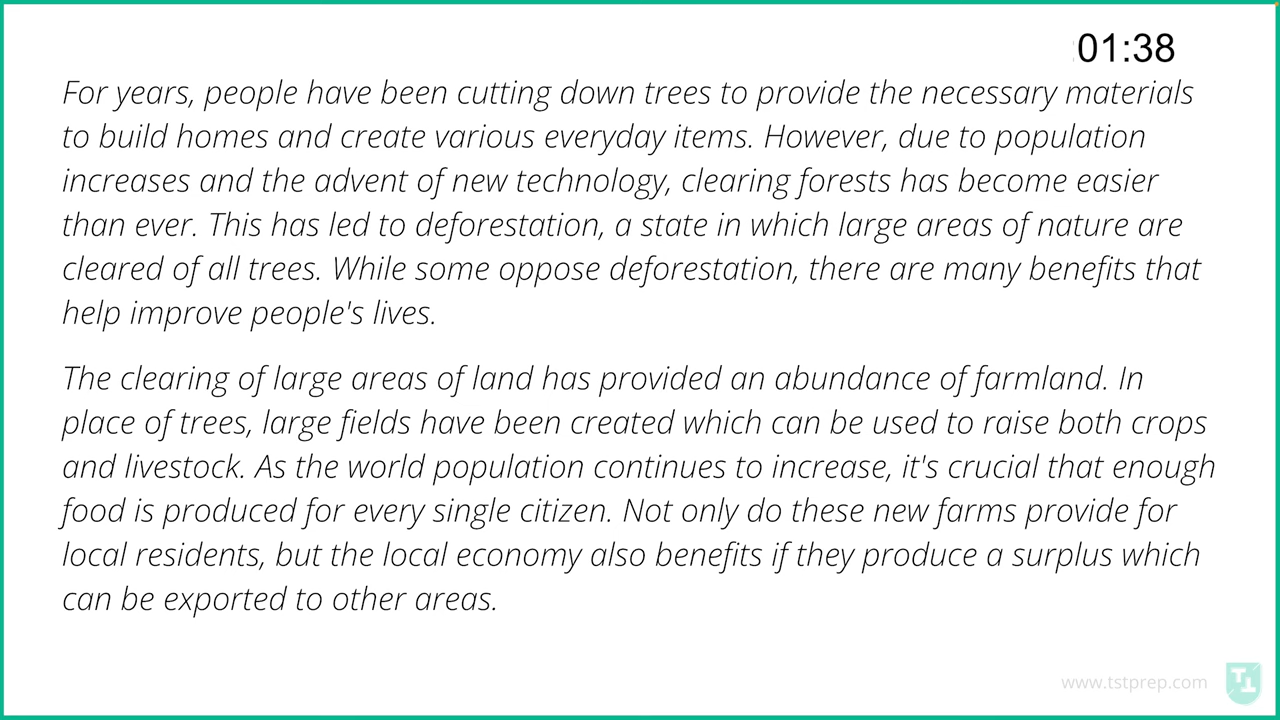 01:38
For years, people have been cutting down trees to provide the necessary materials
to build homes and create various everyday items. However, due to population
increases and the advent of new technology, clearing forests has become easier
than ever. This has led to deforestation, a state in which large areas of nature are
cleared of all trees. While some oppose deforestation, there are many benefits that
help improve people's lives.
The clearing of large areas of land has provided an abundance of farmland. In
place of trees, large fields have been created which can be used to raise both crops
and livestock. As the world population continues to increase, it's crucial that enough
food is produced for every single citizen. Not only do these new farms provide for
local residents, but the local economy also benefits if they produce a surplus which
can be exported to other areas.
www.tstprep.com